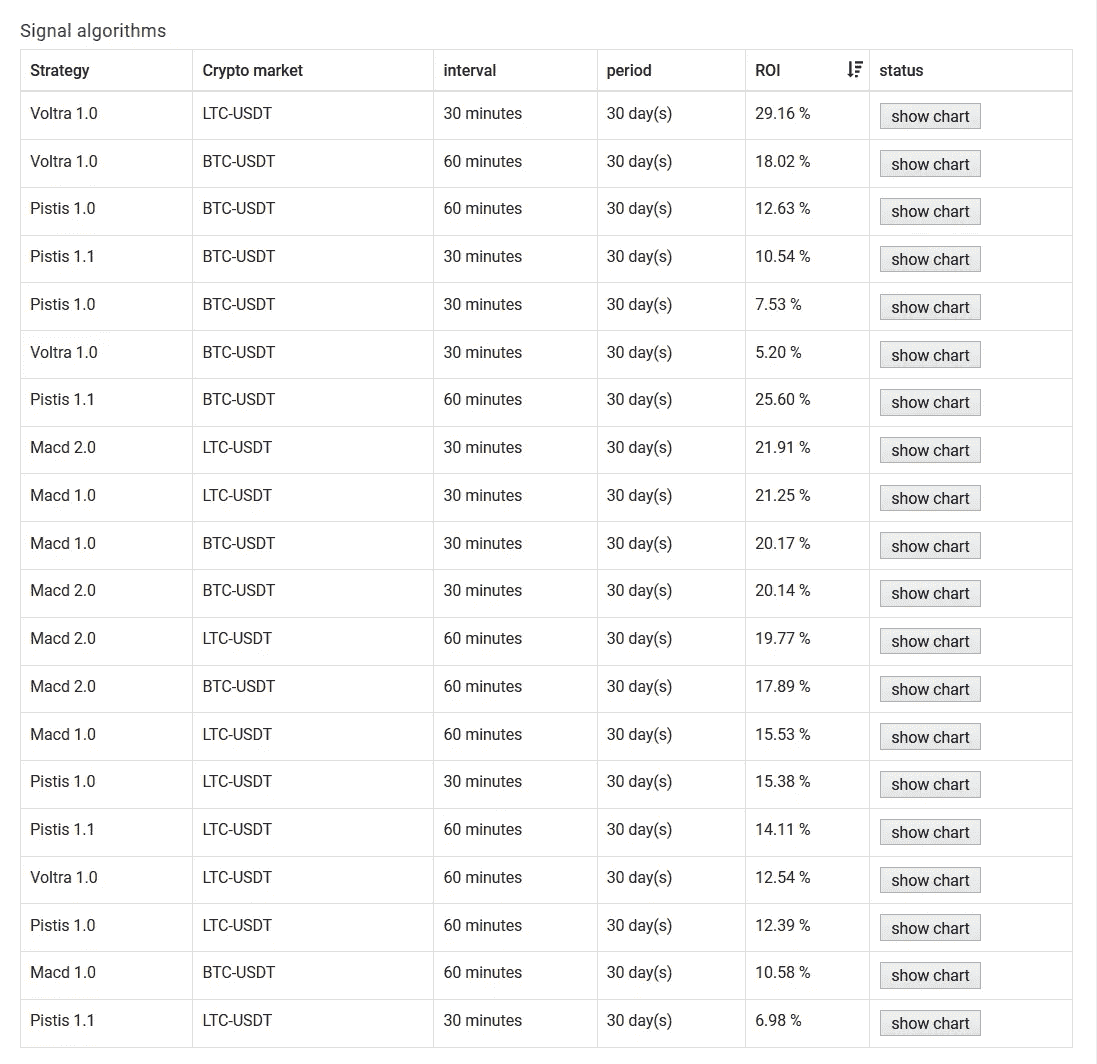 Signal algorithms
Strategy Crypto market interval period ROI status
Voltra 1.0 LTC-USDT 30 minutes 30 day(s) 29.16 % show chart
Voltra 1.0 BTC-USDT 60 minutes 30 day(s) 18.02 % show chart
Pistis 1.0 BTC-USDT 60 minutes 30 day(s) 12.63 % show chart
Pistis 1.1 BTC-USDT 30 minutes 30 day(s) 10.54 % show chart
Pistis 1.0 BTC-USDT 30 minutes 30 day(s) 7.53 % show chart
Voltra 1.0 BTC-USDT 30 minutes 30 day(s) 5.20 % show chart
Pistis 1.1 BTC-USDT 60 minutes 30 day(s) 25.60 % show chart
Macd 2.0 LTC-USDT 30 minutes 30 day(s) 21.91 % show chart
Macd 1.0 LTC-USDT 30 minutes 30 day(s) 21.25 % show chart
Macd 1.0 BTC-USDT 30 minutes 30 day(s) 20.17 % show chart
Macd 2.0 BTC-USDT 30 minutes 30 day(s) 20.14 % show chart
Macd 2.0 LTC-USDT 60 minutes 30 day(s) 19.77 % show chart
Macd 2.0 BTC-USDT 60 minutes 30 day(s) 17.89 % show chart
Macd 1.0 LTC-USDT 60 minutes 30 day(s) 15.53 % show chart
Pistis 1.0 LTC-USDT 30 minutes 30 day(s) 15.38 % show chart
Pistis 1.1 LTC-USDT 60 minutes 30 day(s) 14.11 % show chart
Voltra 1.0 LTC-USDT 60 minutes 30 day(s) 12.54 % show chart
Pistis 1.0 LTC-USDT 60 minutes 30 day(s) 12.39 % show chart
Macd 1.0 BTC-USDT 60 minutes 30 day(s) 10.58 % show chart
Pistis 1.1 LTC-USDT 30 minutes 30 day(s) 6.98 % show chart